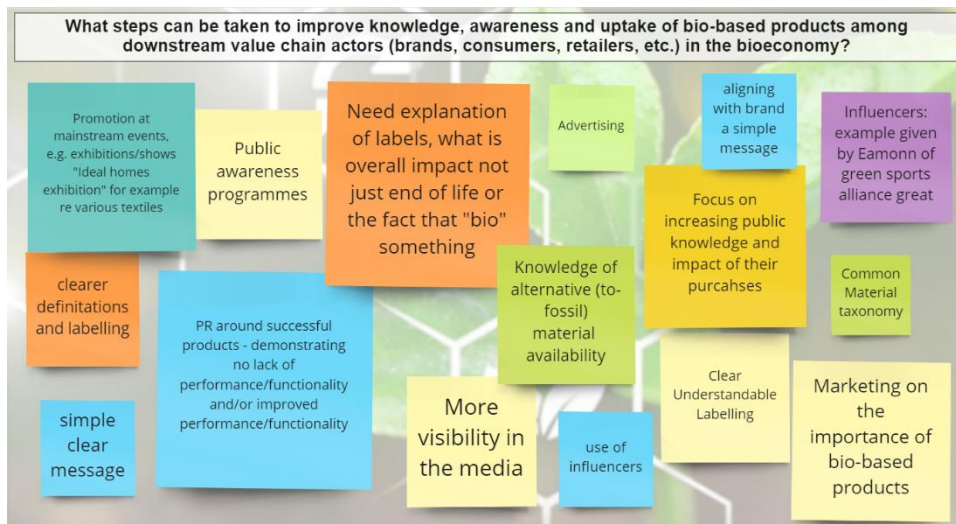 What steps can be taken to improve knowledge, awareness and uptake of bio-based products among
downstream value chain actors (brands, consumers, retailers, etc.) in the bioeconomy?
Promotion at
mainstream events,
e.g. exhibitions/shows
"Ideal homes
exhibition" for example
re various textiles
Public
awareness
programmes
Need explanation
of labels, what is
overall impact not
just end of life or
the fact that "bio"
something
Advertising
aligning
with brand
a simple
message
Influencers:
example given
by Eamonn of
green sports
alliance great
clearer
definitations
and labelling
PR around successful
products - demonstrating
no lack of
performance/functionality
and/or improved
performance/functionality
Knowledge of
alternative (to-
fossil)
material
availability
Focus on
increasing public
knowledge and
impact of their
purcahses
Common
Material
taxonomy
simple
clear
message
More
visibility in
the media
use of
influencers
Clear
Understandable
Labelling
Marketing on
the
importance of
bio-based
products